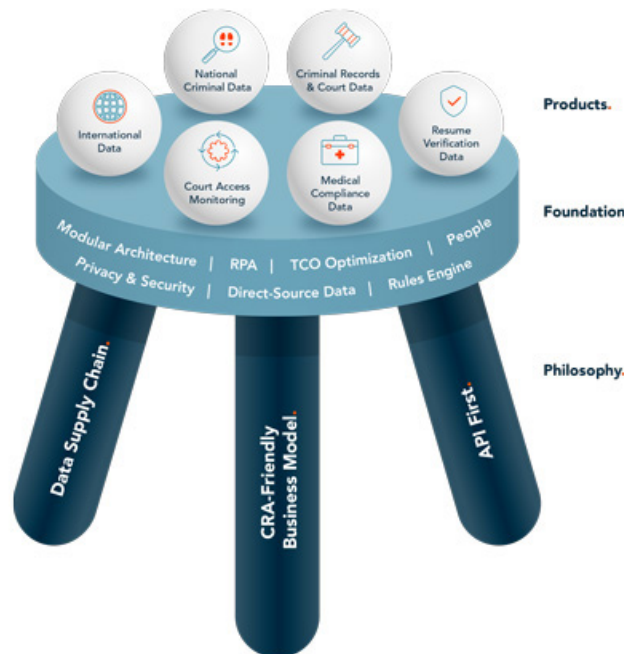 National
Criminal Data
Criminal Records
& Court Data
Products.
International
Data
Resume
Verification
Data
Court Access
Monitoring
Medical
Compliance
Data
Foundation
Modular Architecture | RPA | TCO Optimization | People
Privacy & Security | Direct-Source Data | Rules Engine
Philosophy.
Data Supply Chain.
CRA-Friendly
Business Model.
API First.